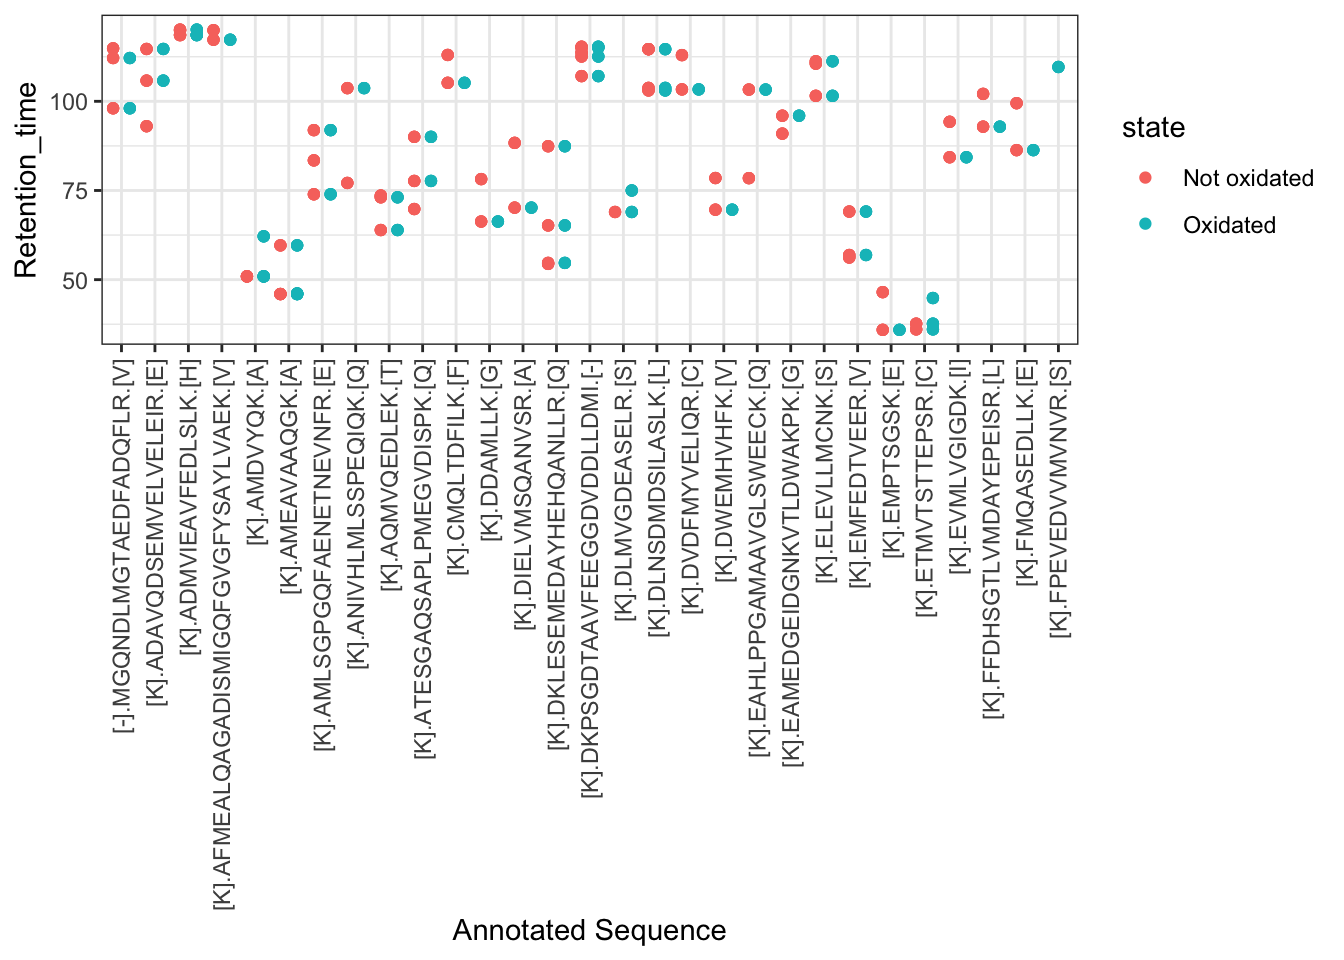 Retention_time
100
75
50
[-].MGQNDLMGTAEDFADQFLR.[V]
[K].ADAVQDSEMVELVELEIR.[E]
[K].ADMVIEAVFEDLSLK.[H]
[K].AFMEALQAGADISMIGQFGVGFYSAYLVAEK.[V]
[K].AMDVYQK.[A]
[K].AMEAVAAQGK.[A]
[K].AMLSGPGQFAENETNEVNFR.[E]
[K].ANIVHLMLSSPEQIQK.[Q]
[K].AQMVQEDLEK.[T]
[K].ATESGAQSAPLPMEGVDISPK.[Q]
[K].CMQLTDFILK.[F]
[K].DDAMLLK.[G]
[K].DIELVMSQANVSR.[A]
[K].DKLESEMEDAYHEHQANLLR.[Q]
[K].DKPSGDTAAVFEEGGDVDDLLDMI.[-]
[K].DLMVGDEASELR.[S]
[K].DLNSDMDSILASLK.[L]
[K].DVDFMYVELIQR.[C]
[K].DWEMHVHFK.[V]
[K].EAHLPPGAMAAVGLSWEECK.[Q]
[K].EAMEDGEIDGNKVTLDWAKPK.[G]
[K].ELEVLLMCNK.[S]
[K].EMFEDTVEER.[V]
[K].EMPTSGSK.[E]
[K].ETMVTSTTEPSR.[C]
[K].EVMLVGIGDK.[I]
[K].FFDHSGTLVMDAYEPEISR.[L]
[K].FMQASEDLLK.[E]
[K].FPEVEDVVMVNVR.[S]
Annotated Sequence
state
Not oxidated
Oxidated